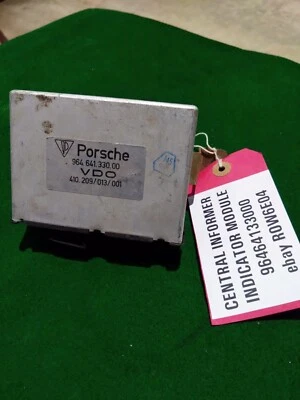 Porsche
964 641.330.00
VDO
410.209/013/001
CENTRAL INFORMER
INDICATOR MODULE
96464133000
ebay ROW6E04